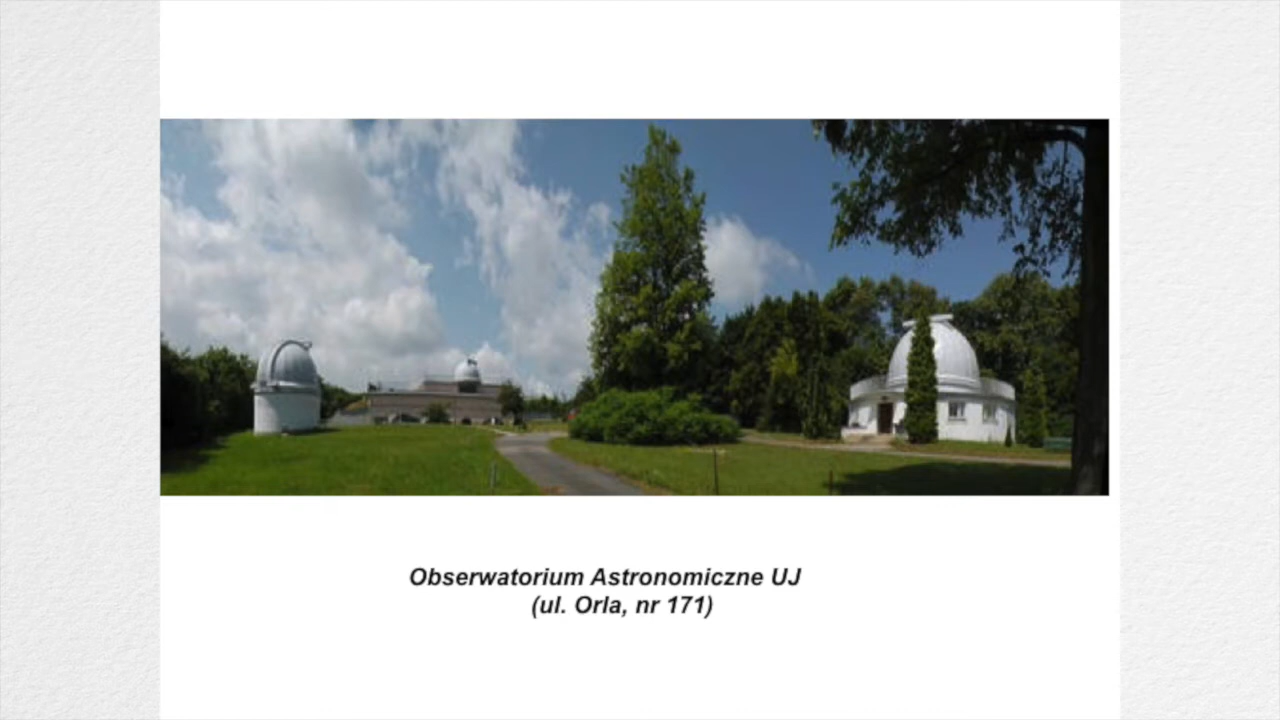 Obserwatorium Astronomiczne UJ
(ul. Orla, nr 171)